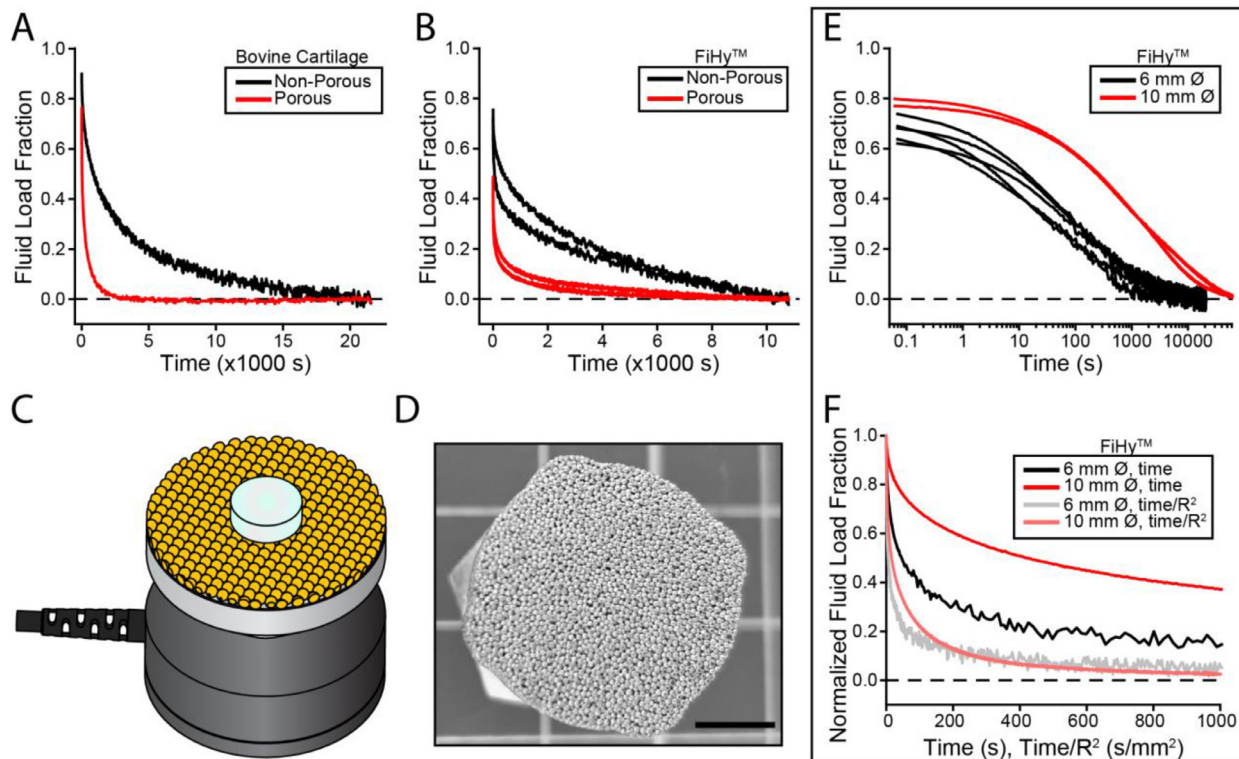 A
1.0
0.8
0.6
0.4
0.2
0.0
Fluid Load Fraction
Bovine Cartilage
Non-Porous
Porous
0
5
10
15
20
Time (x1000 s)
B
1.0
0.8
0.6
0.4
0.2
0.0
Fluid Load Fraction
FiHy™
Non-Porous
Porous
0
2
4
6
8
10
Time (x1000 s)
E
1.0
0.8
0.6
0.4
0.2
0.0
Fluid Load Fraction
FiHy™
6 mm Ø
10 mm Ø
0.1
1
10
100
1000
10000
Time (s)
C
D
F
1.0
0.8
0.6
0.4
0.2
0.0
Normalized Fluid Load Fraction
FiHy™
6 mm Ø, time
10 mm Ø, time
6 mm Ø, time/R²
10 mm Ø, time/R²
0
200
400
600
800
1000
Time (s), Time/R² (s/mm²)